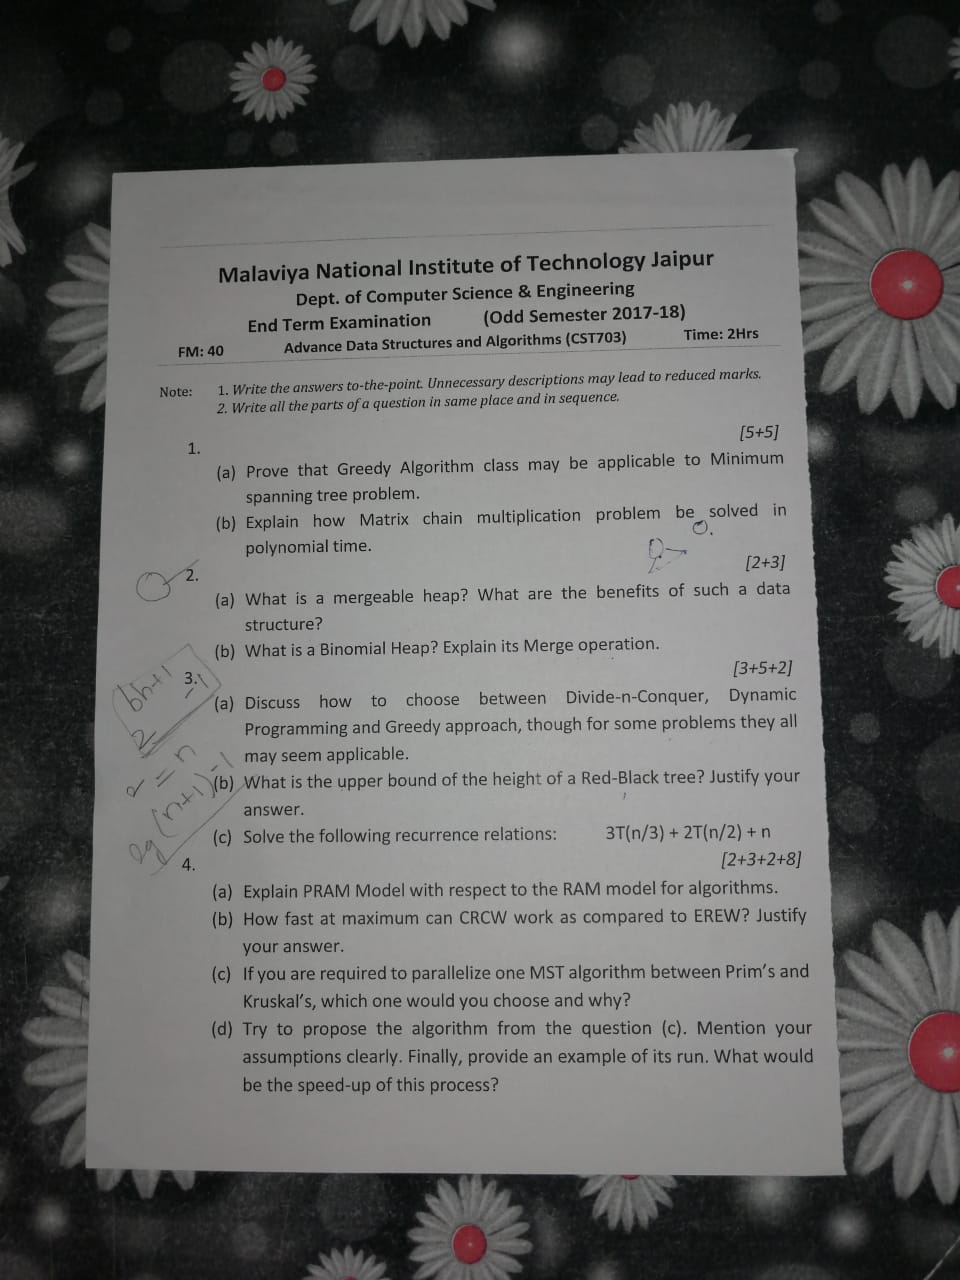 Malaviya National Institute of Technology Jaipur
Dept. of Computer Science & Engineering
End Term Examination (Odd Semester 2017-18)
FM: 40 Advance Data Structures and Algorithms (CST703) Time: 2Hrs
Note: 1. Write the answers to-the-point. Unnecessary descriptions may lead to reduced marks.
2. Write all the parts of a question in same place and in sequence.
1. [5+5]
(a) Prove that Greedy Algorithm class may be applicable to Minimum
spanning tree problem.
(b) Explain how Matrix chain multiplication problem be solved in
polynomial time.
2. [2+3]
(a) What is a mergeable heap? What are the benefits of such a data
structure?
(b) What is a Binomial Heap? Explain its Merge operation.
3. [3+5+2]
(a) Discuss how to choose between Divide-n-Conquer, Dynamic
Programming and Greedy approach, though for some problems they all
may seem applicable.
(b) What is the upper bound of the height of a Red-Black tree? Justify your
answer.
(c) Solve the following recurrence relations: 3T(n/3) + 2T(n/2) + n
4. [2+3+2+8]
(a) Explain PRAM Model with respect to the RAM model for algorithms.
(b) How fast at maximum can CRCW work as compared to EREW? Justify
your answer.
(c) If you are required to parallelize one MST algorithm between Prim's and
Kruskal's, which one would you choose and why?
(d) Try to propose the algorithm from the question (c). Mention your
assumptions clearly. Finally, provide an example of its run. What would
be the speed-up of this process?
bh+1
2 -1
2 = n
lg (n+1) -1